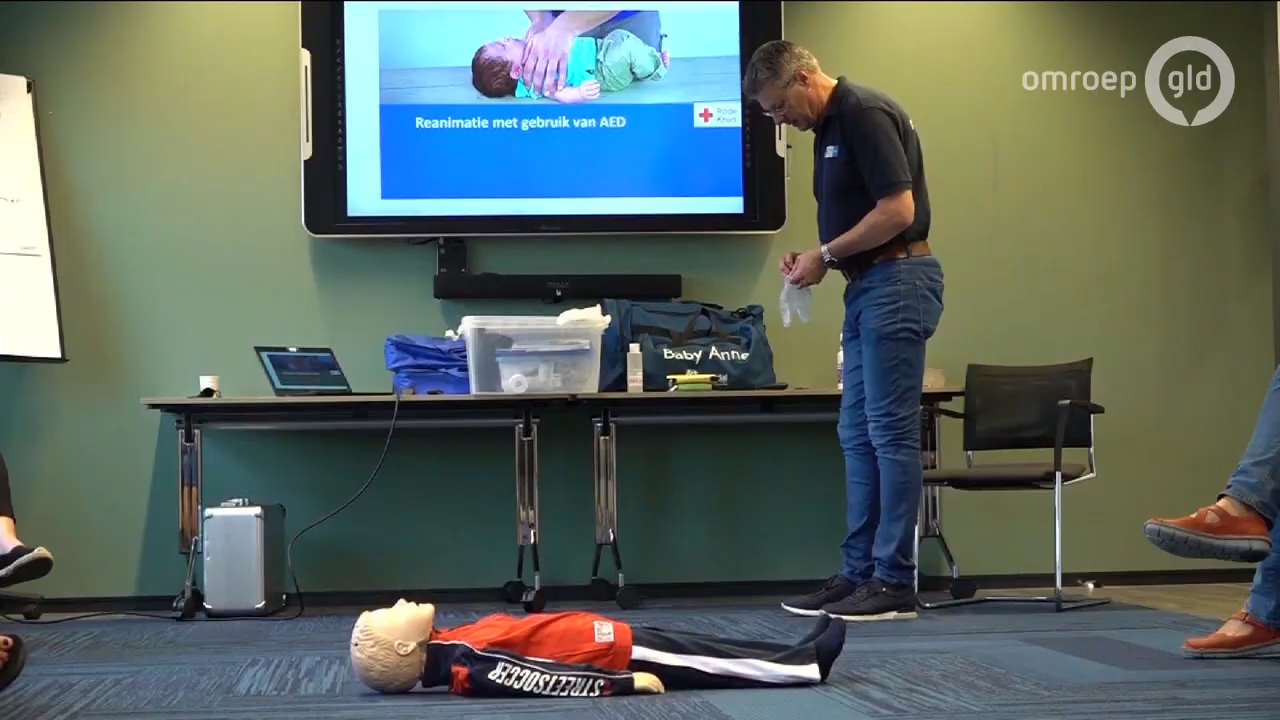 omroep gld
Reanimatie met gebruik van AED
Rode
Kruis
Baby Anne
STREETSOCCER